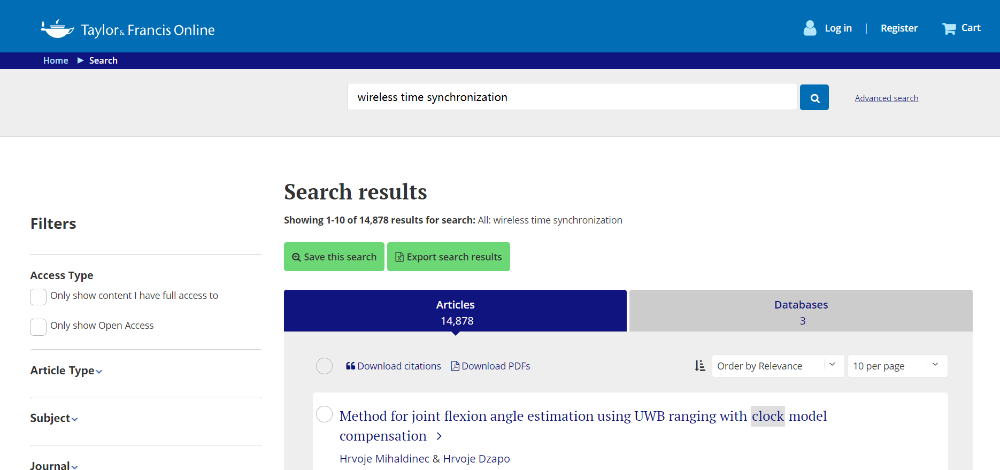 Taylor & Francis Online
Log in | Register Cart
Home Search
wireless time synchronization
Advanced search
Search results
Showing 1-10 of 14,878 results for search: All: wireless time synchronization
Filters
Save this search Export search results
Access Type
Only show content I have full access to
Only show Open Access
Articles
14,878
Databases
3
Download citations Download PDFs
Order by Relevance 10 per page
Article Type
Subject
Journal
Method for joint flexion angle estimation using UWB ranging with clock model
compensation
Hrvoje Mihaldinec & Hrvoje Dzapo